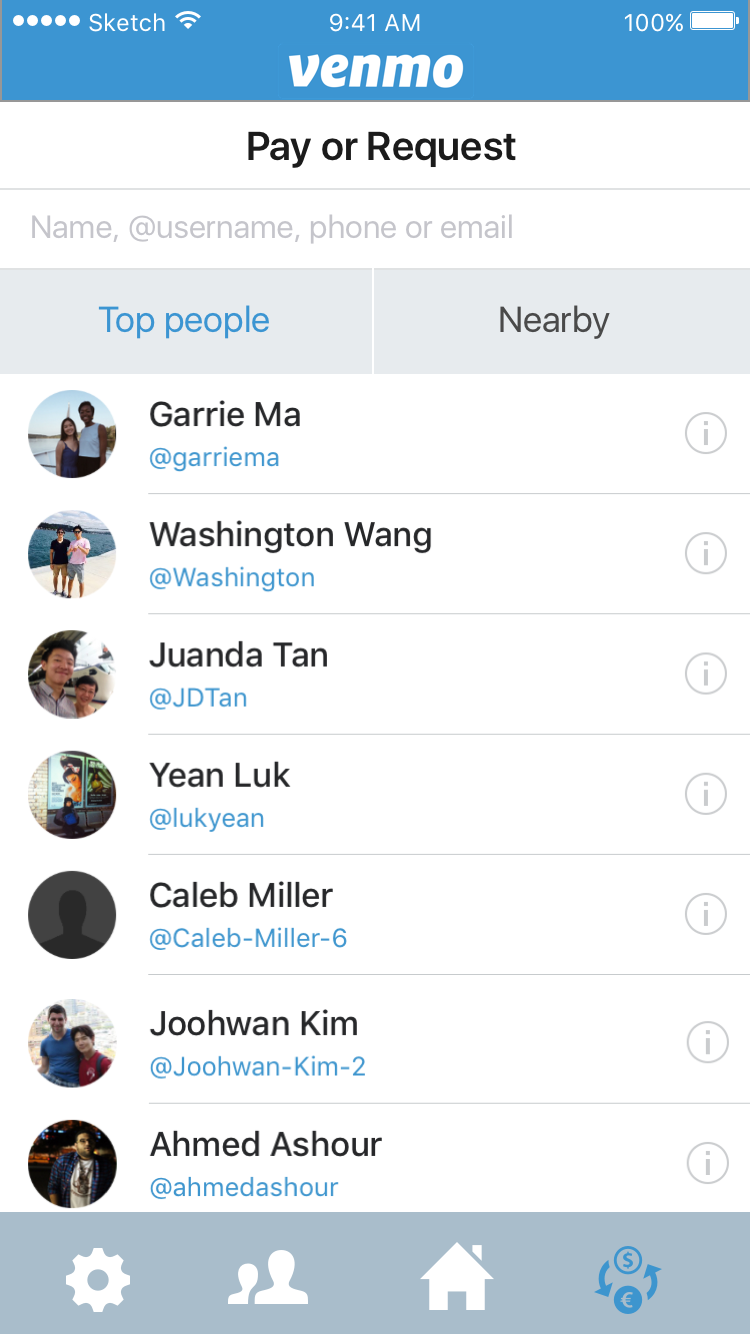 Sketch 9:41 AM 100%
venmo
Pay or Request
Name, @username, phone or email
Top people Nearby
Garrie Ma
@garriema
Washington Wang
@Washington
Juanda Tan
@JDTan
Yean Luk
@lukyean
Caleb Miller
@Caleb-Miller-6
Joohwan Kim
@Joohwan-Kim-2
Ahmed Ashour
@ahmedashour
$
€